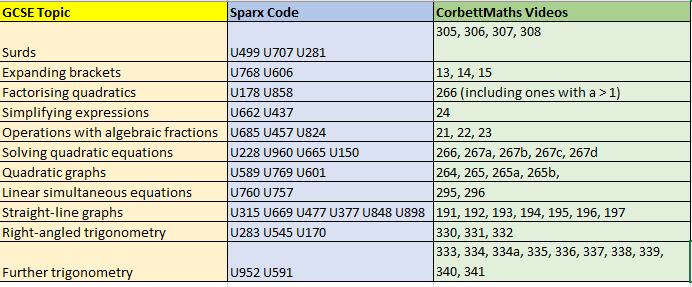 GCSE Topic Sparx Code CorbettMaths Videos
305, 306, 307, 308
Surds U499 U707 U281
Expanding brackets U768 U606 13, 14, 15
Factorising quadratics U178 U858 266 (including ones with a > 1)
Simplifying expressions U662 U437 24
Operations with algebraic fractions U685 U457 U824 21, 22, 23
Solving quadratic equations U228 U960 U665 U150 266, 267a, 267b, 267c, 267d
Quadratic graphs U589 U769 U601 264, 265, 265a, 265b,
Linear simultaneous equations U760 U757 295, 296
Straight-line graphs U315 U669 U477 U377 U848 U898 191, 192, 193, 194, 195, 196, 197
Right-angled trigonometry U283 U545 U170 330, 331, 332
333, 334, 334a, 335, 336, 337, 338, 339,
Further trigonometry U952 U591 340, 341